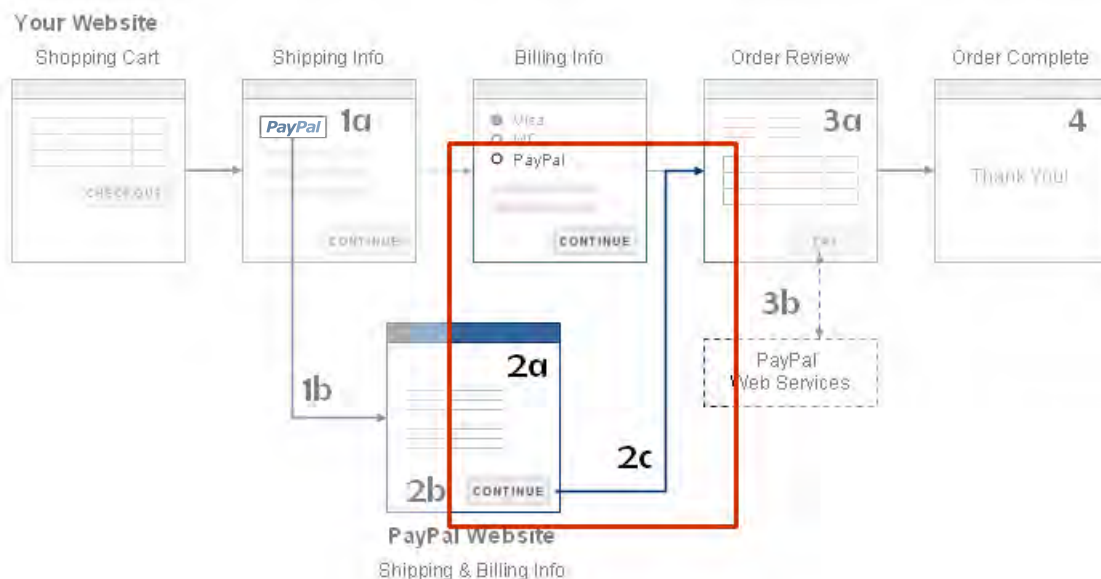 Your Website
Shopping Cart
Shipping Info
Billing Info
Order Review
Order Complete
PayPal 1a
Visa
PayPal
3a
4
CHECKOUT
Thank You!
CONTINUE
CONTINUE
PAY
3b
2a
PayPal
Web Services
1b
2c
2b
CONTINUE
PayPal Website
Shipping & Billing Info